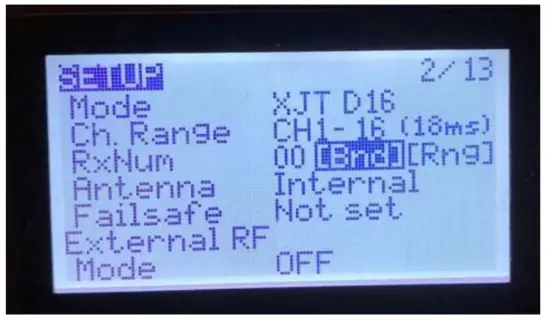 SETUP 2/13
Mode XJT D16
Ch. Range CH1-16 (18ms)
RxNum 00 [Bnd] [Rng]
Antenna Internal
Failsafe Not set
External RF
Mode OFF